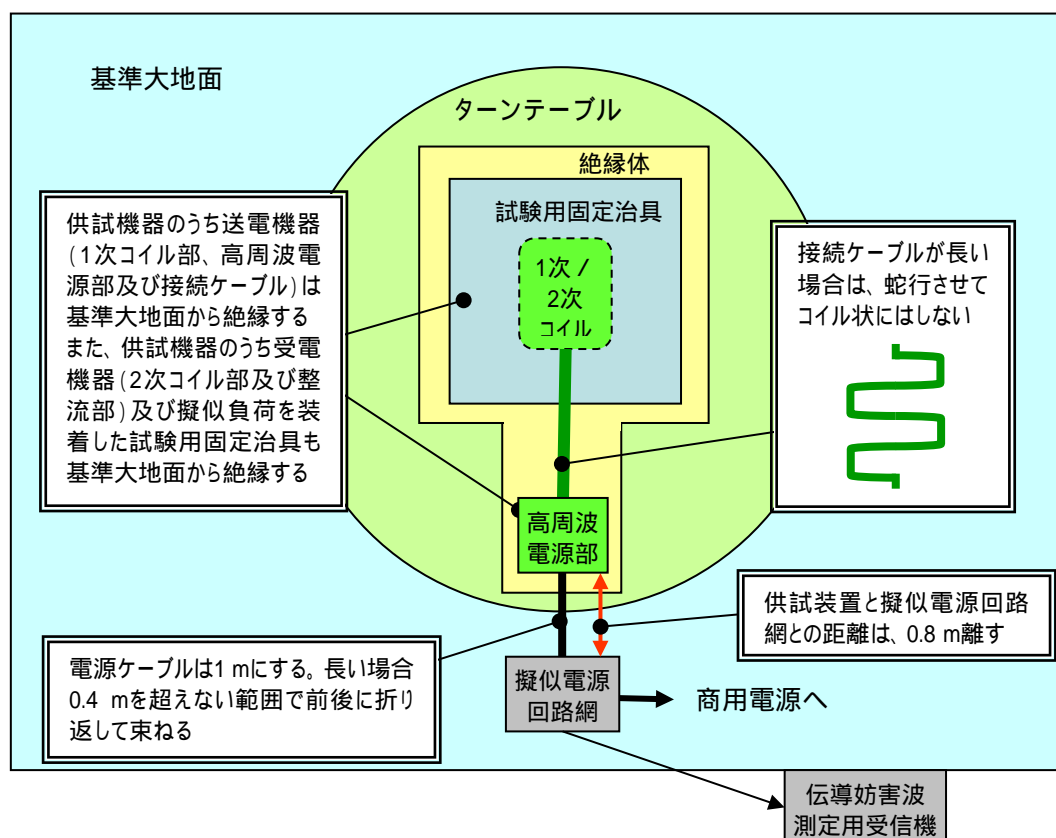 基準大地面
ターンテーブル
絶縁体
試験用固定治具
1次 /
2次
コイル
供試機器のうち送電機器
(1次コイル部、高周波電
源部及び接続ケーブル)は
基準大地面から絶縁する
また、供試機器のうち受電
機器(2次コイル部及び整
流部)及び擬似負荷を装
着した試験用固定治具も
基準大地面から絶縁する
接続ケーブルが長い
場合は、蛇行させて
コイル状にはしない
高周波
電源部
供試装置と擬似電源回路
網との距離は、0.8 m離す
電源ケーブルは1 mにする。長い場合
0.4 mを超えない範囲で前後に折り
返して束ねる
擬似電源
回路網
商用電源へ
伝導妨害波
測定用受信機